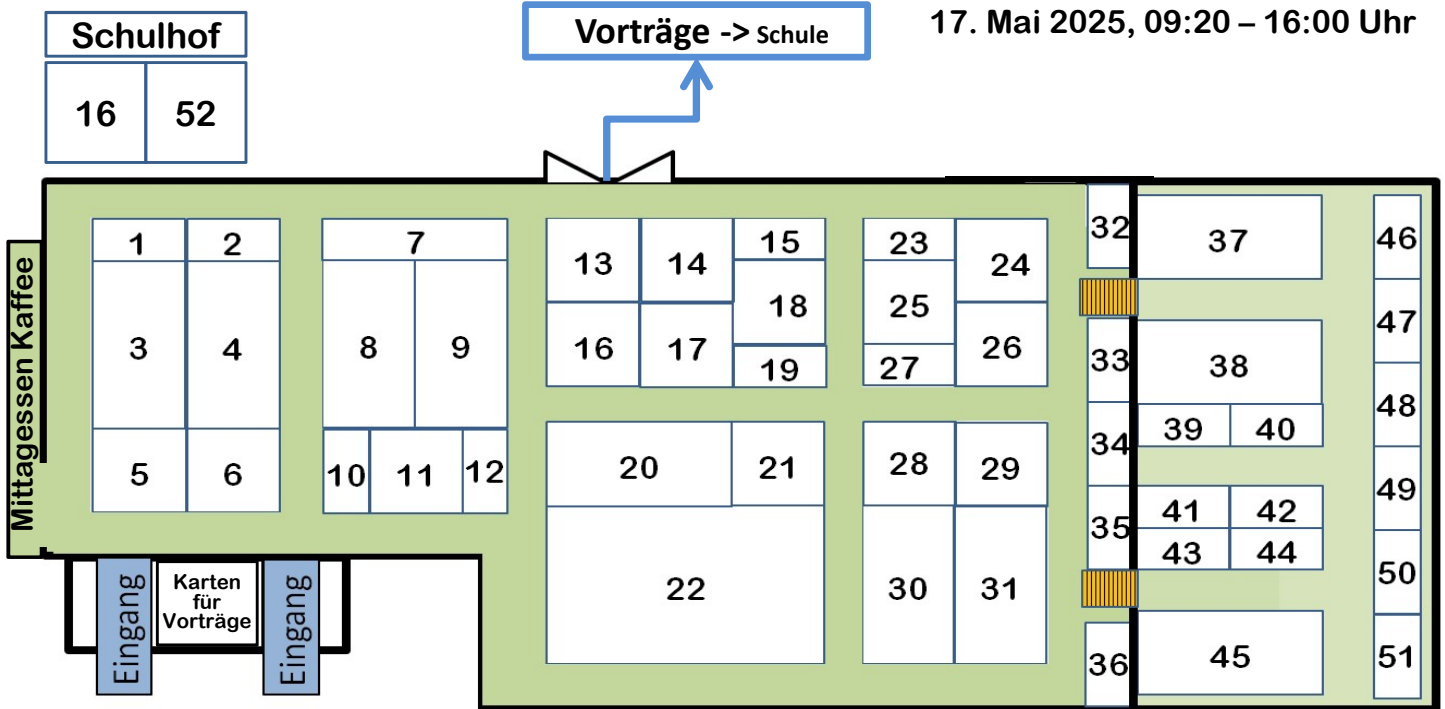 Schulhof
16 52
Vorträge -> Schule
17. Mai 2025, 09:20 – 16:00 Uhr
Mittagessen Kaffee
1 2
3 4
5 6
7
8 9
10 11 12
13 14 15
16 17 18
19
20 21
22
23 24
25 26
27
28 29
30 31
32
33
34
35
36
37
38
39 40
41 42
43 44
45
46
47
48
49
50
51
Eingang
Karten
für
Vorträge
Eingang